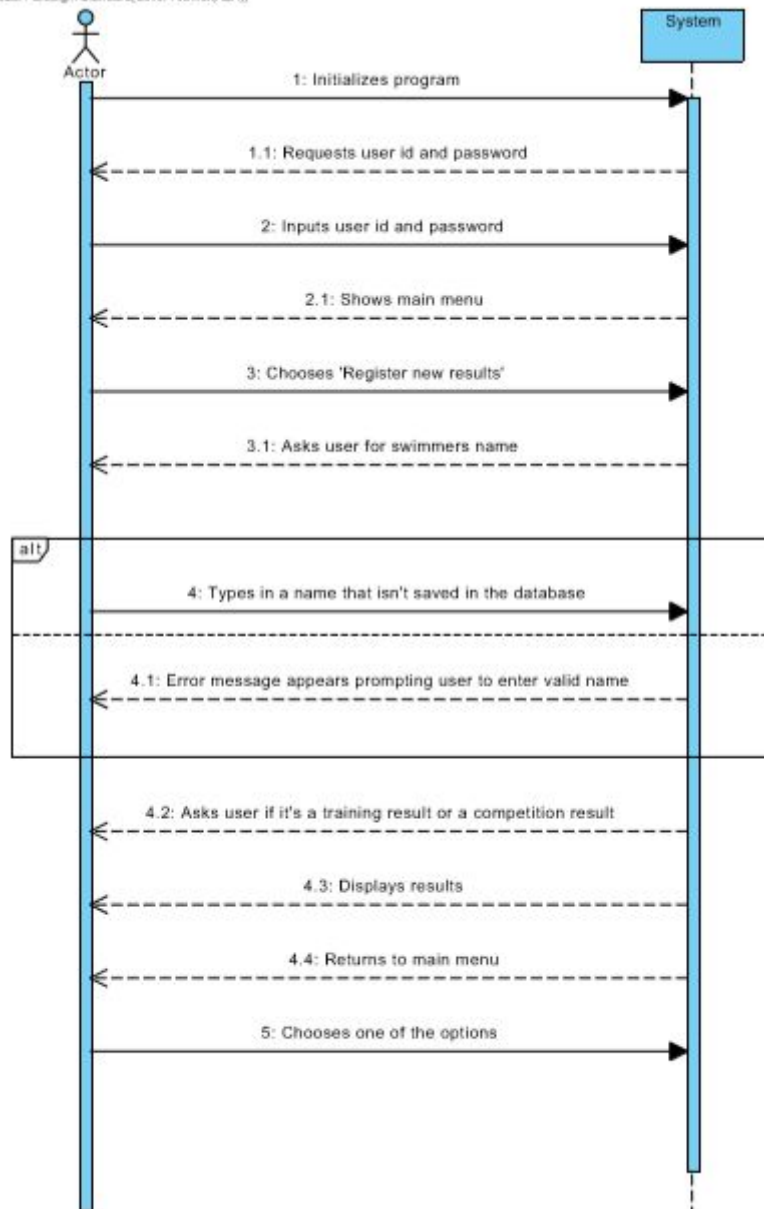 System
Actor
1: Initializes program
1.1: Requests user id and password
2: Inputs user id and password
2.1: Shows main menu
3: Chooses 'Register new results'
3.1: Asks user for swimmers name
alt
4: Types in a name that isn't saved in the database
4.1: Error message appears prompting user to enter valid name
4.2: Asks user if it's a training result or a competition result
4.3: Displays results
4.4: Returns to main menu
5: Chooses one of the options